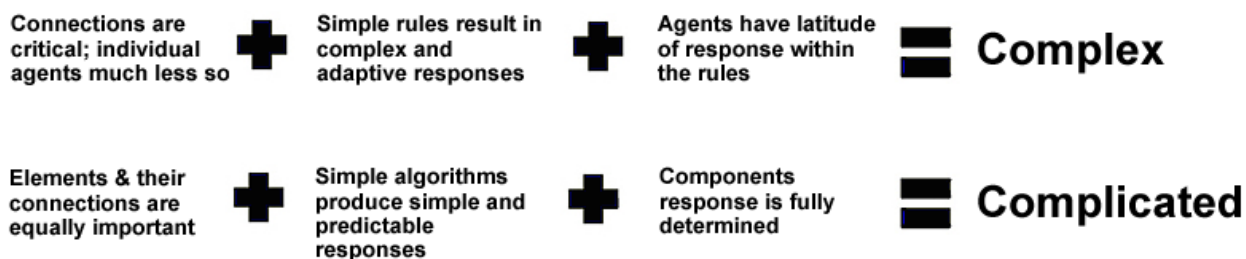 Connections are
critical; individual
agents much less so
Simple rules result in
complex and
adaptive responses
Agents have latitude
of response within
the rules
Complex
Elements & their
connections are
equally important
Simple algorithms
produce simple and
predictable
responses
Components
response is fully
determined
Complicated